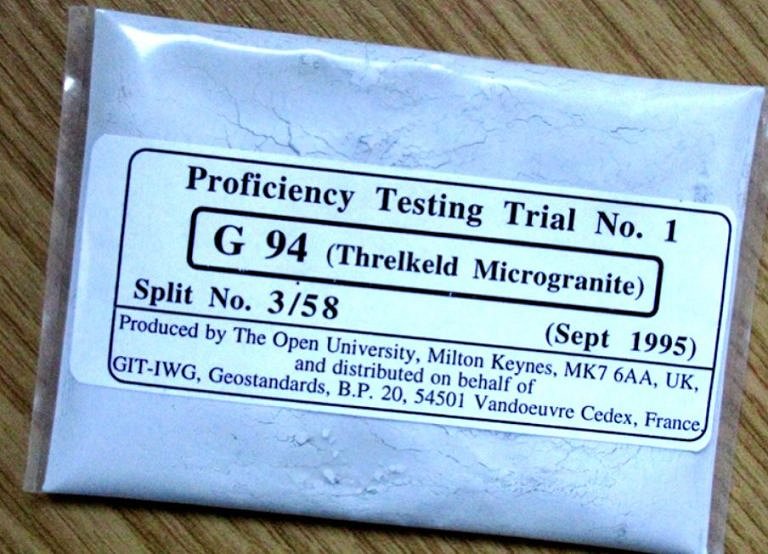 Proficiency Testing Trial No. 1
G 94 (Threlkeld Microgranite)
Split No. 3/58
(Sept 1995)
Produced by The Open University, Milton Keynes, MK7 6AA, UK,
and distributed on behalf of
GIT-IWG, Geostandards, B.P. 20, 54501 Vandoeuvre Cedex, France,